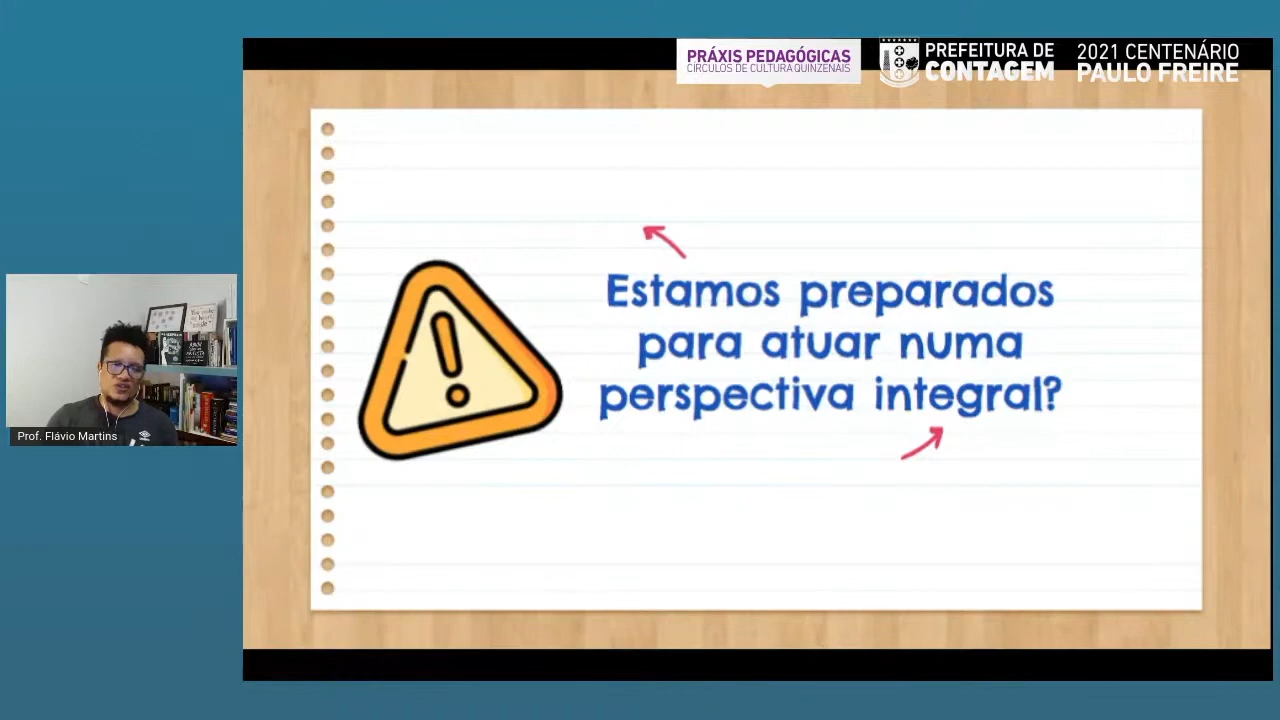 PRÁXIS PEDAGÓGICAS
CÍRCULOS DE CULTURA QUINZENAIS
PREFEITURA DE
CONTAGEM
2021 CENTENÁRIO
PAULO FREIRE
Estamos preparados
para atuar numa
perspectiva integral?
Prof. Flávio Martins